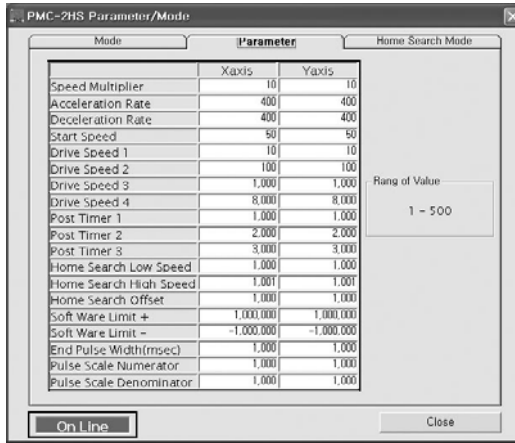 PMC-2HS Parameter/Mode
Mode Parameter Home Search Mode
Xaxis Yaxis
Speed Multiplier 10 10
Acceleration Rate 400 400
Deceleration Rate 400 400
Start Speed 50 50
Drive Speed 1 10 10
Drive Speed 2 100 100
Drive Speed 3 1,000 1,000
Drive Speed 4 8,000 8,000
Post Timer 1 1,000 1,000
Post Timer 2 2,000 2,000
Post Timer 3 3,000 3,000
Home Search Low Speed 1,000 1,000
Home Search High Speed 1,001 1,001
Home Search Offset 1,000 1,000
Soft Ware Limit + 1,000,000 1,000,000
Soft Ware Limit - -1,000,000 -1,000,000
End Pulse Width(msec) 1,000 1,000
Pulse Scale Numerator 1,000 1,000
Pulse Scale Denominator 1,000 1,000
Rang of Value
1 - 500
On Line
Close